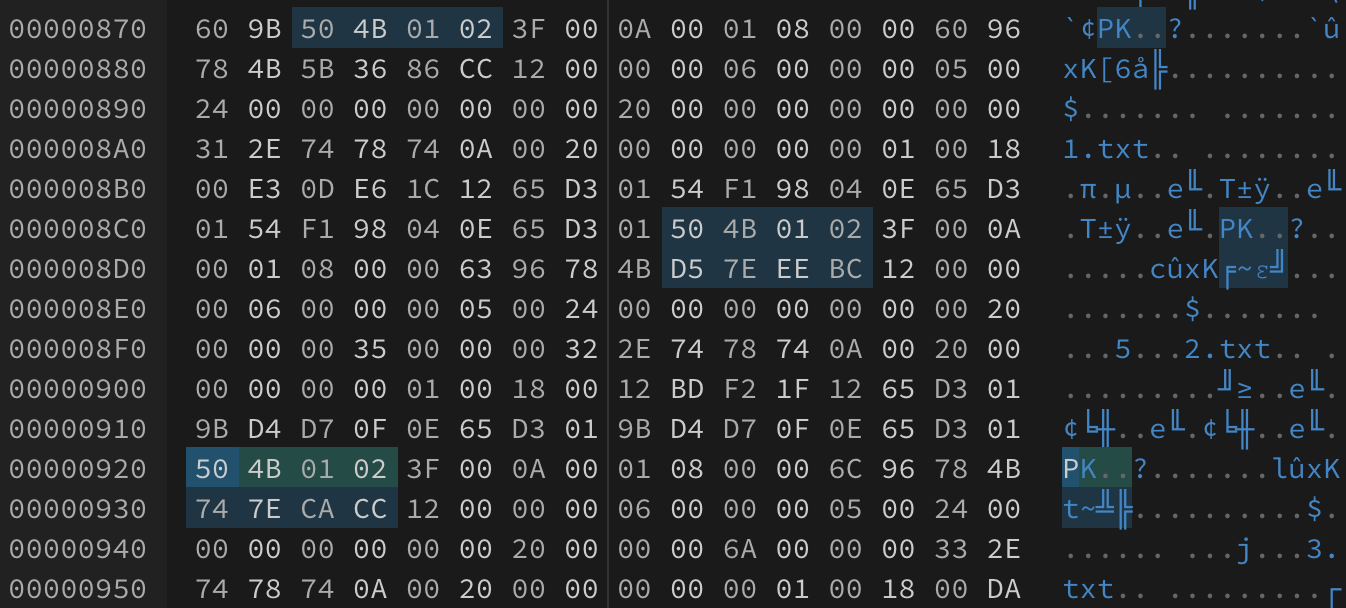 00000870 60 9B 50 4B 01 02 3F 00 0A 00 01 08 00 00 60 96 `¢PK..?.......`û
00000880 78 4B 5B 36 86 CC 12 00 00 00 06 00 00 00 05 00 xK[6å╠..........
00000890 24 00 00 00 00 00 00 00 20 00 00 00 00 00 00 00 $....... .......
000008A0 31 2E 74 78 74 0A 00 20 00 00 00 00 00 01 00 18 1.txt.. ........
000008B0 00 E3 0D E6 1C 12 65 D3 01 54 F1 98 04 0E 65 D3 .π.µ..e╙.T±ÿ..e╙
000008C0 01 54 F1 98 04 0E 65 D3 01 50 4B 01 02 3F 00 0A .T±ÿ..e╙.PK..?..
000008D0 00 01 08 00 00 63 96 78 4B D5 7E EE BC 12 00 00 .....cûxK╒~ε╝...
000008E0 00 06 00 00 00 05 00 24 00 00 00 00 00 00 00 20 .......$.......
000008F0 00 00 00 35 00 00 00 32 2E 74 78 74 0A 00 20 00 ...5...2.txt.. .
00000900 00 00 00 00 01 00 18 00 12 BD F2 1F 12 65 D3 01 .........╜≥..e╙.
00000910 9B D4 D7 0F 0E 65 D3 01 9B D4 D7 0F 0E 65 D3 01 ¢╘╫..e╙.¢╘╫..e╙.
00000920 50 4B 01 02 3F 00 0A 00 01 08 00 00 6C 96 78 4B PK..?.......lûxK
00000930 74 7E CA CC 12 00 00 00 06 00 00 00 05 00 24 00 t~╩╠..........$.
00000940 00 00 00 00 00 00 20 00 00 00 6A 00 00 00 33 2E ...... ...j...3.
00000950 74 78 74 0A 00 20 00 00 00 00 00 01 00 18 00 DA txt.. .........┌